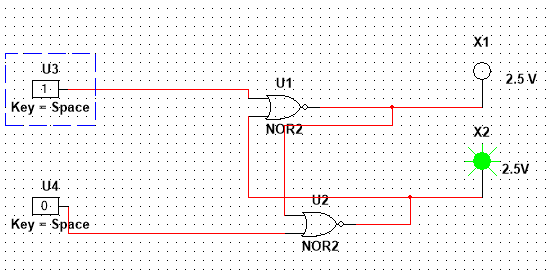 X1
2.5 V
U3
1
Key = Space
U1
NOR2
X2
2.5V
U4
0
Key = Space
U2
NOR2